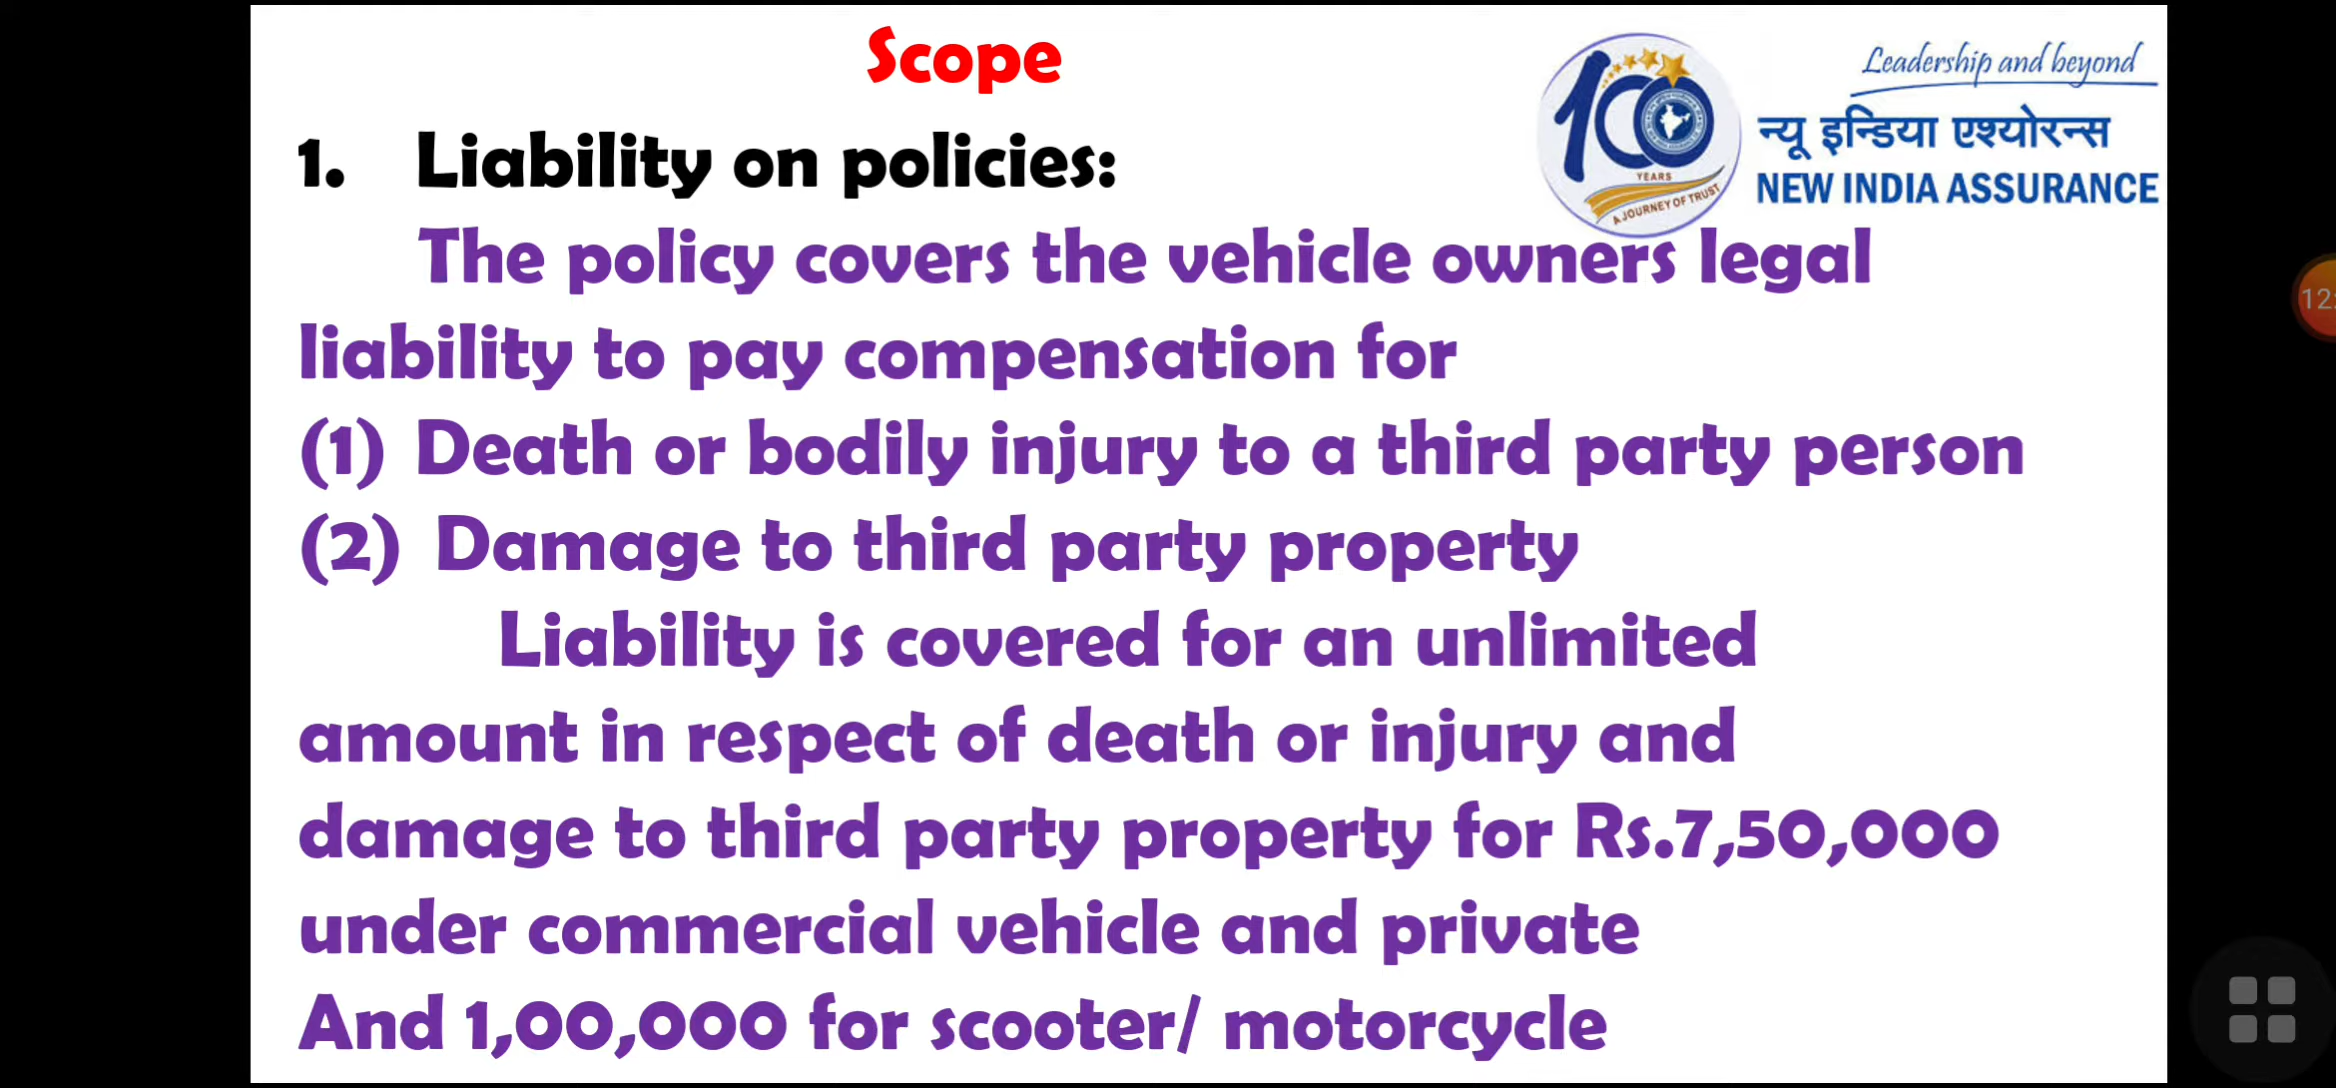 Scope
Leadership and beyond
100
YEARS
A JOURNEY OF TRUST
न्यू इन्डिया एश्योरन्स
NEW INDIA ASSURANCE
1. Liability on policies:
The policy covers the vehicle owners legal
liability to pay compensation for
(1) Death or bodily injury to a third party person
(2) Damage to third party property
Liability is covered for an unlimited
amount in respect of death or injury and
damage to third party property for Rs.7,50,000
under commercial vehicle and private
And 1,00,000 for scooter/ motorcycle